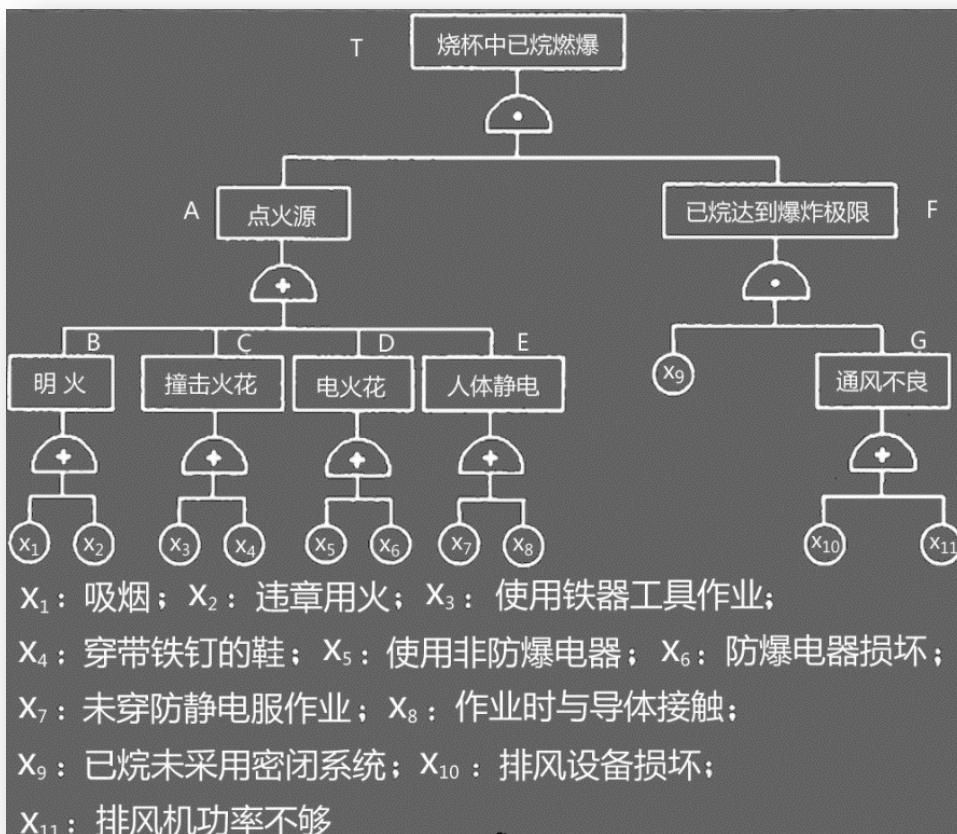 T
烧杯中已烷燃爆
A
点火源
已烷达到爆炸极限
F
B
C
D
E
G
明 火
撞击火花
电火花
人体静电
x₉
通风不良
x₁
x₂
x₃
x₄
x₅
x₆
x₇
x₈
x₁₀
x₁₁
x₁：吸烟；x₂：违章用火；x₃：使用铁器工具作业；
x₄：穿带铁钉的鞋；x₅：使用非防爆电器；x₆：防爆电器损坏；
x₇：未穿防静电服作业；x₈：作业时与导体接触；
x₉：已烷未采用密闭系统；x₁₀：排风设备损坏；
x₁₁：排风机功率不够